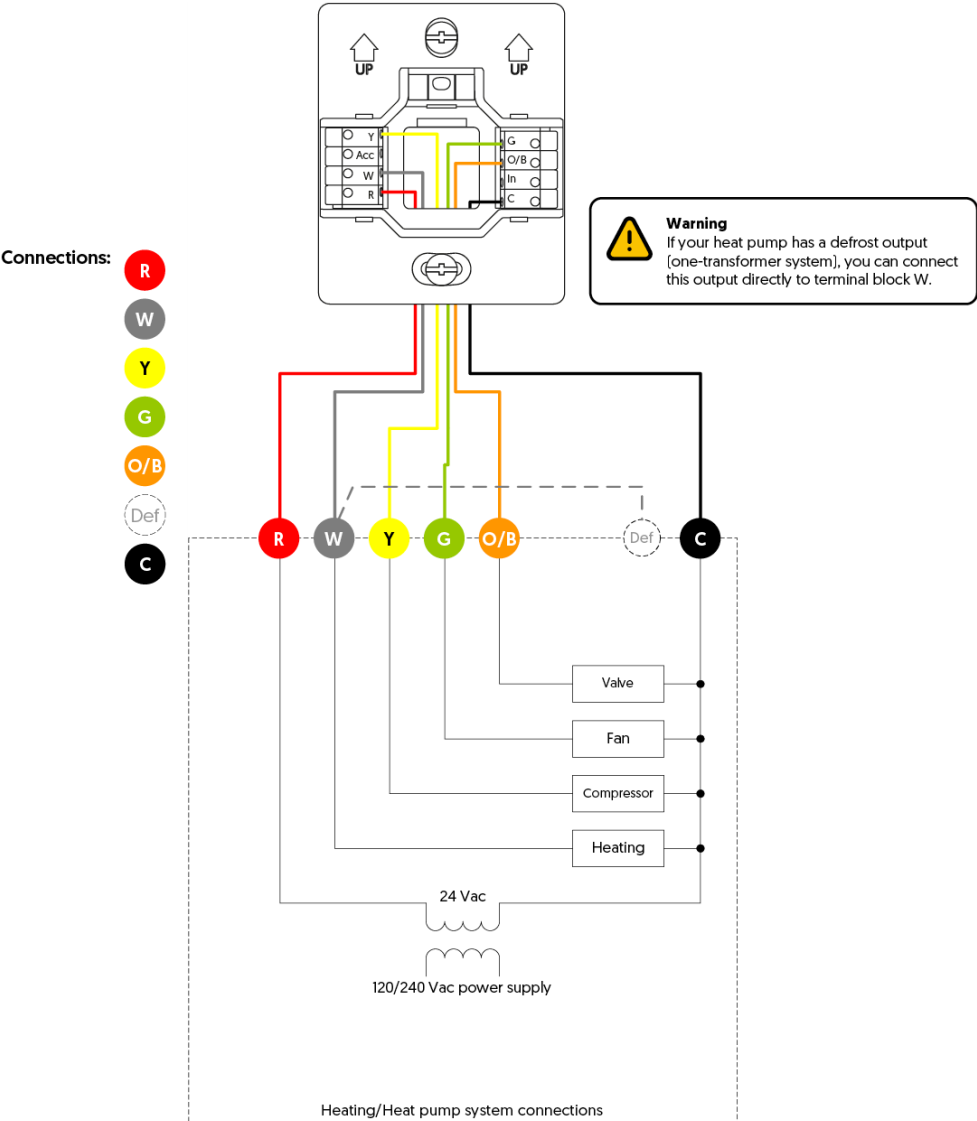 UP
UP
Y
Acc
W
R
G
O/B
In
C
Warning
If your heat pump has a defrost output
(one-transformer system), you can connect
this output directly to terminal block W.
Connections:
R
W
Y
G
O/B
Def
C
R
W
Y
G
O/B
Def
C
Valve
Fan
Compressor
Heating
24 Vac
120/240 Vac power supply
Heating/Heat pump system connections